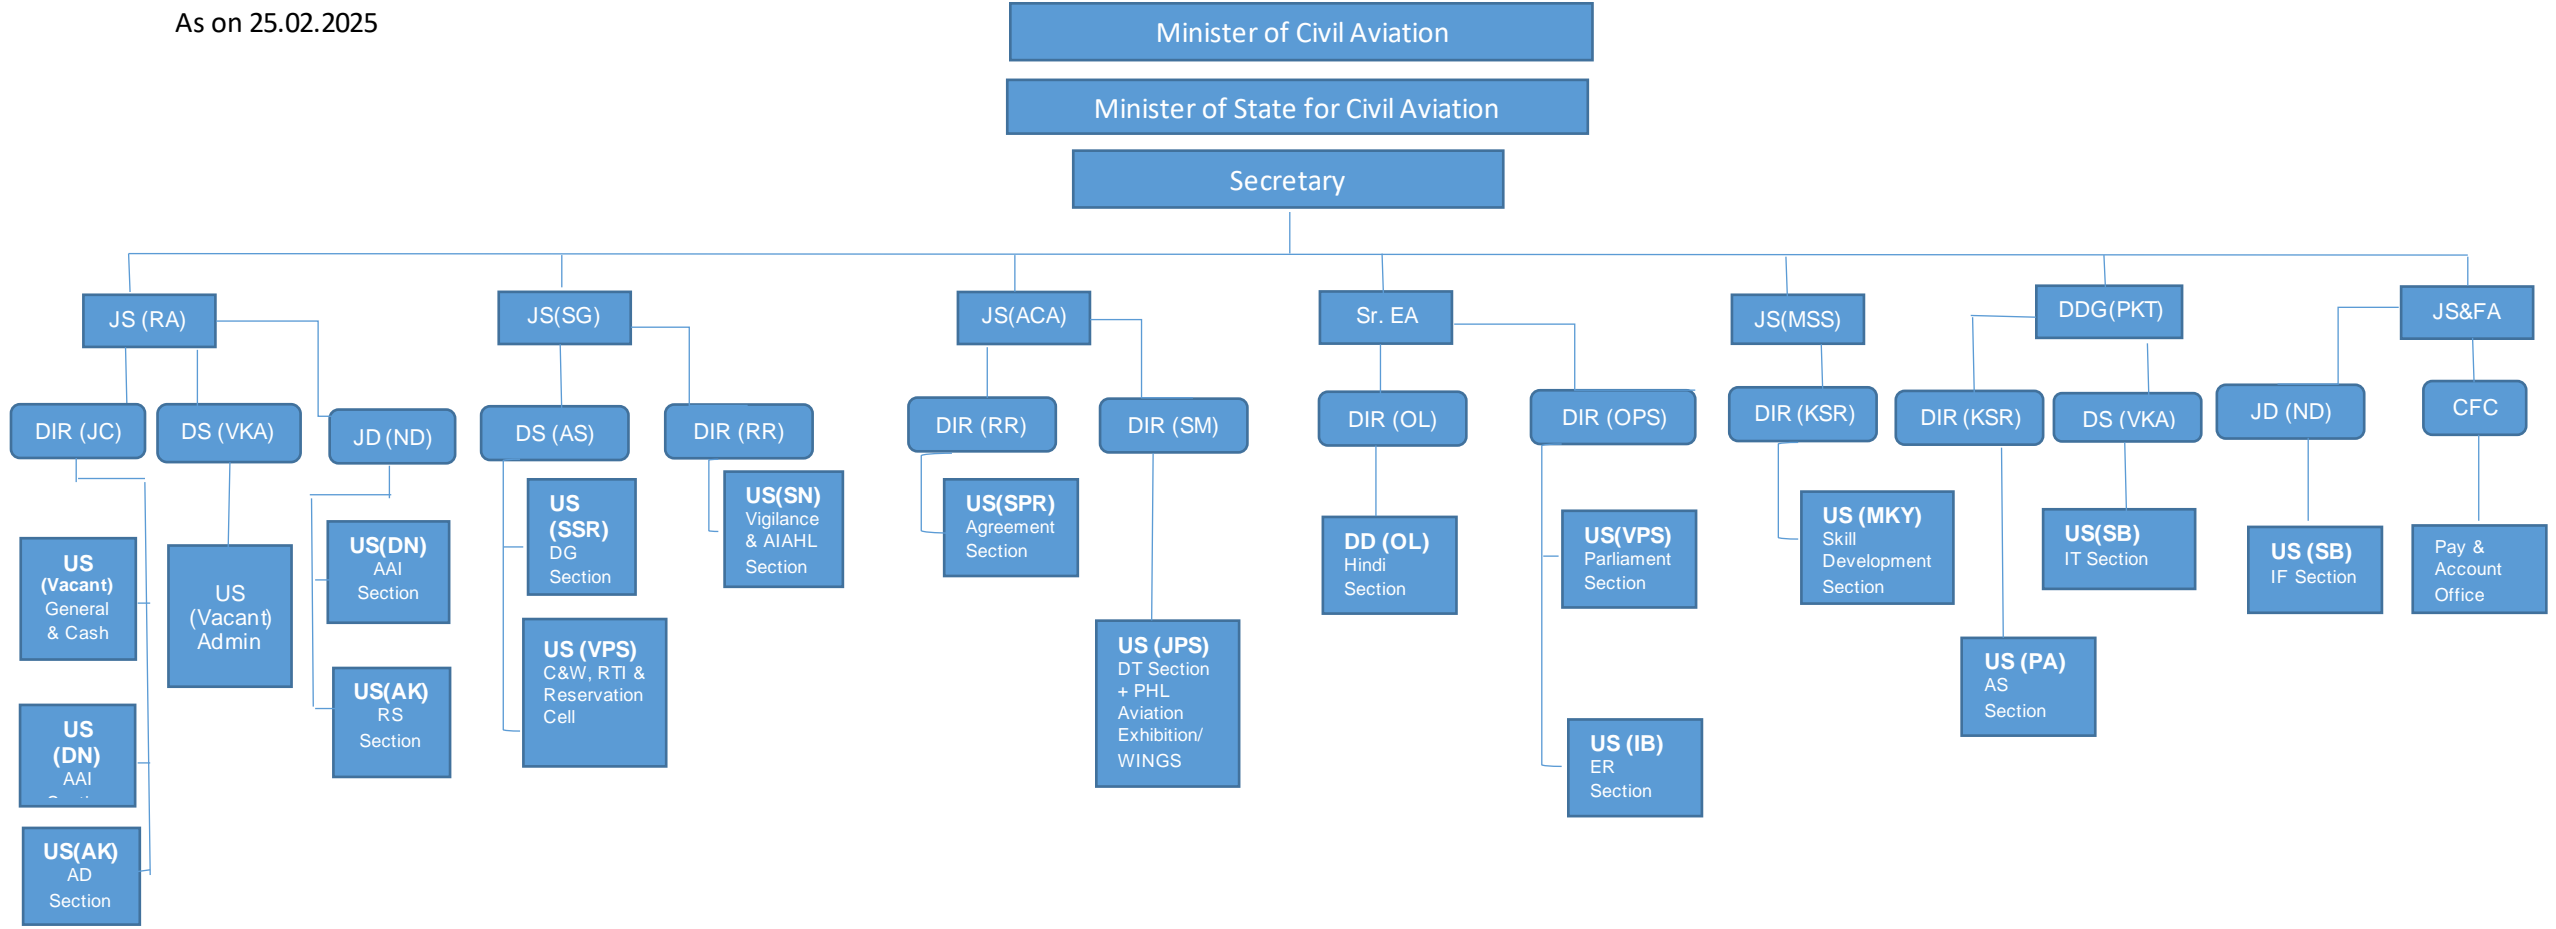 As on 25.02.2025
Minister of Civil Aviation
Minister of State for Civil Aviation
Secretary
JS (RA)
JS(SG)
JS(ACA)
Sr. EA
JS(MSS)
DDG(PKT)
JS&FA
DIR (JC)
DS (VKA)
JD (ND)
DS (AS)
DIR (RR)
DIR (RR)
DIR (SM)
DIR (OL)
DIR (OPS)
DIR (KSR)
DIR (KSR)
DS (VKA)
JD (ND)
CFC
US
(Vacant)
General
& Cash
US
(DN)
AAI
US(AK)
AD
Section
US
(Vacant)
Admin
US(DN)
AAI
Section
US(AK)
RS
Section
US
(SSR)
DG
Section
US (VPS)
C&W, RTI &
Reservation
Cell
US(SN)
Vigilance
& AIAHL
Section
US(SPR)
Agreement
Section
US (JPS)
DT Section
+ PHL
Aviation
Exhibition/
WINGS
DD (OL)
Hindi
Section
US(VPS)
Parliament
Section
US (IB)
ER
Section
US (MKY)
Skill
Development
Section
US (PA)
AS
Section
US(SB)
IT Section
US (SB)
IF Section
Pay &
Account
Office